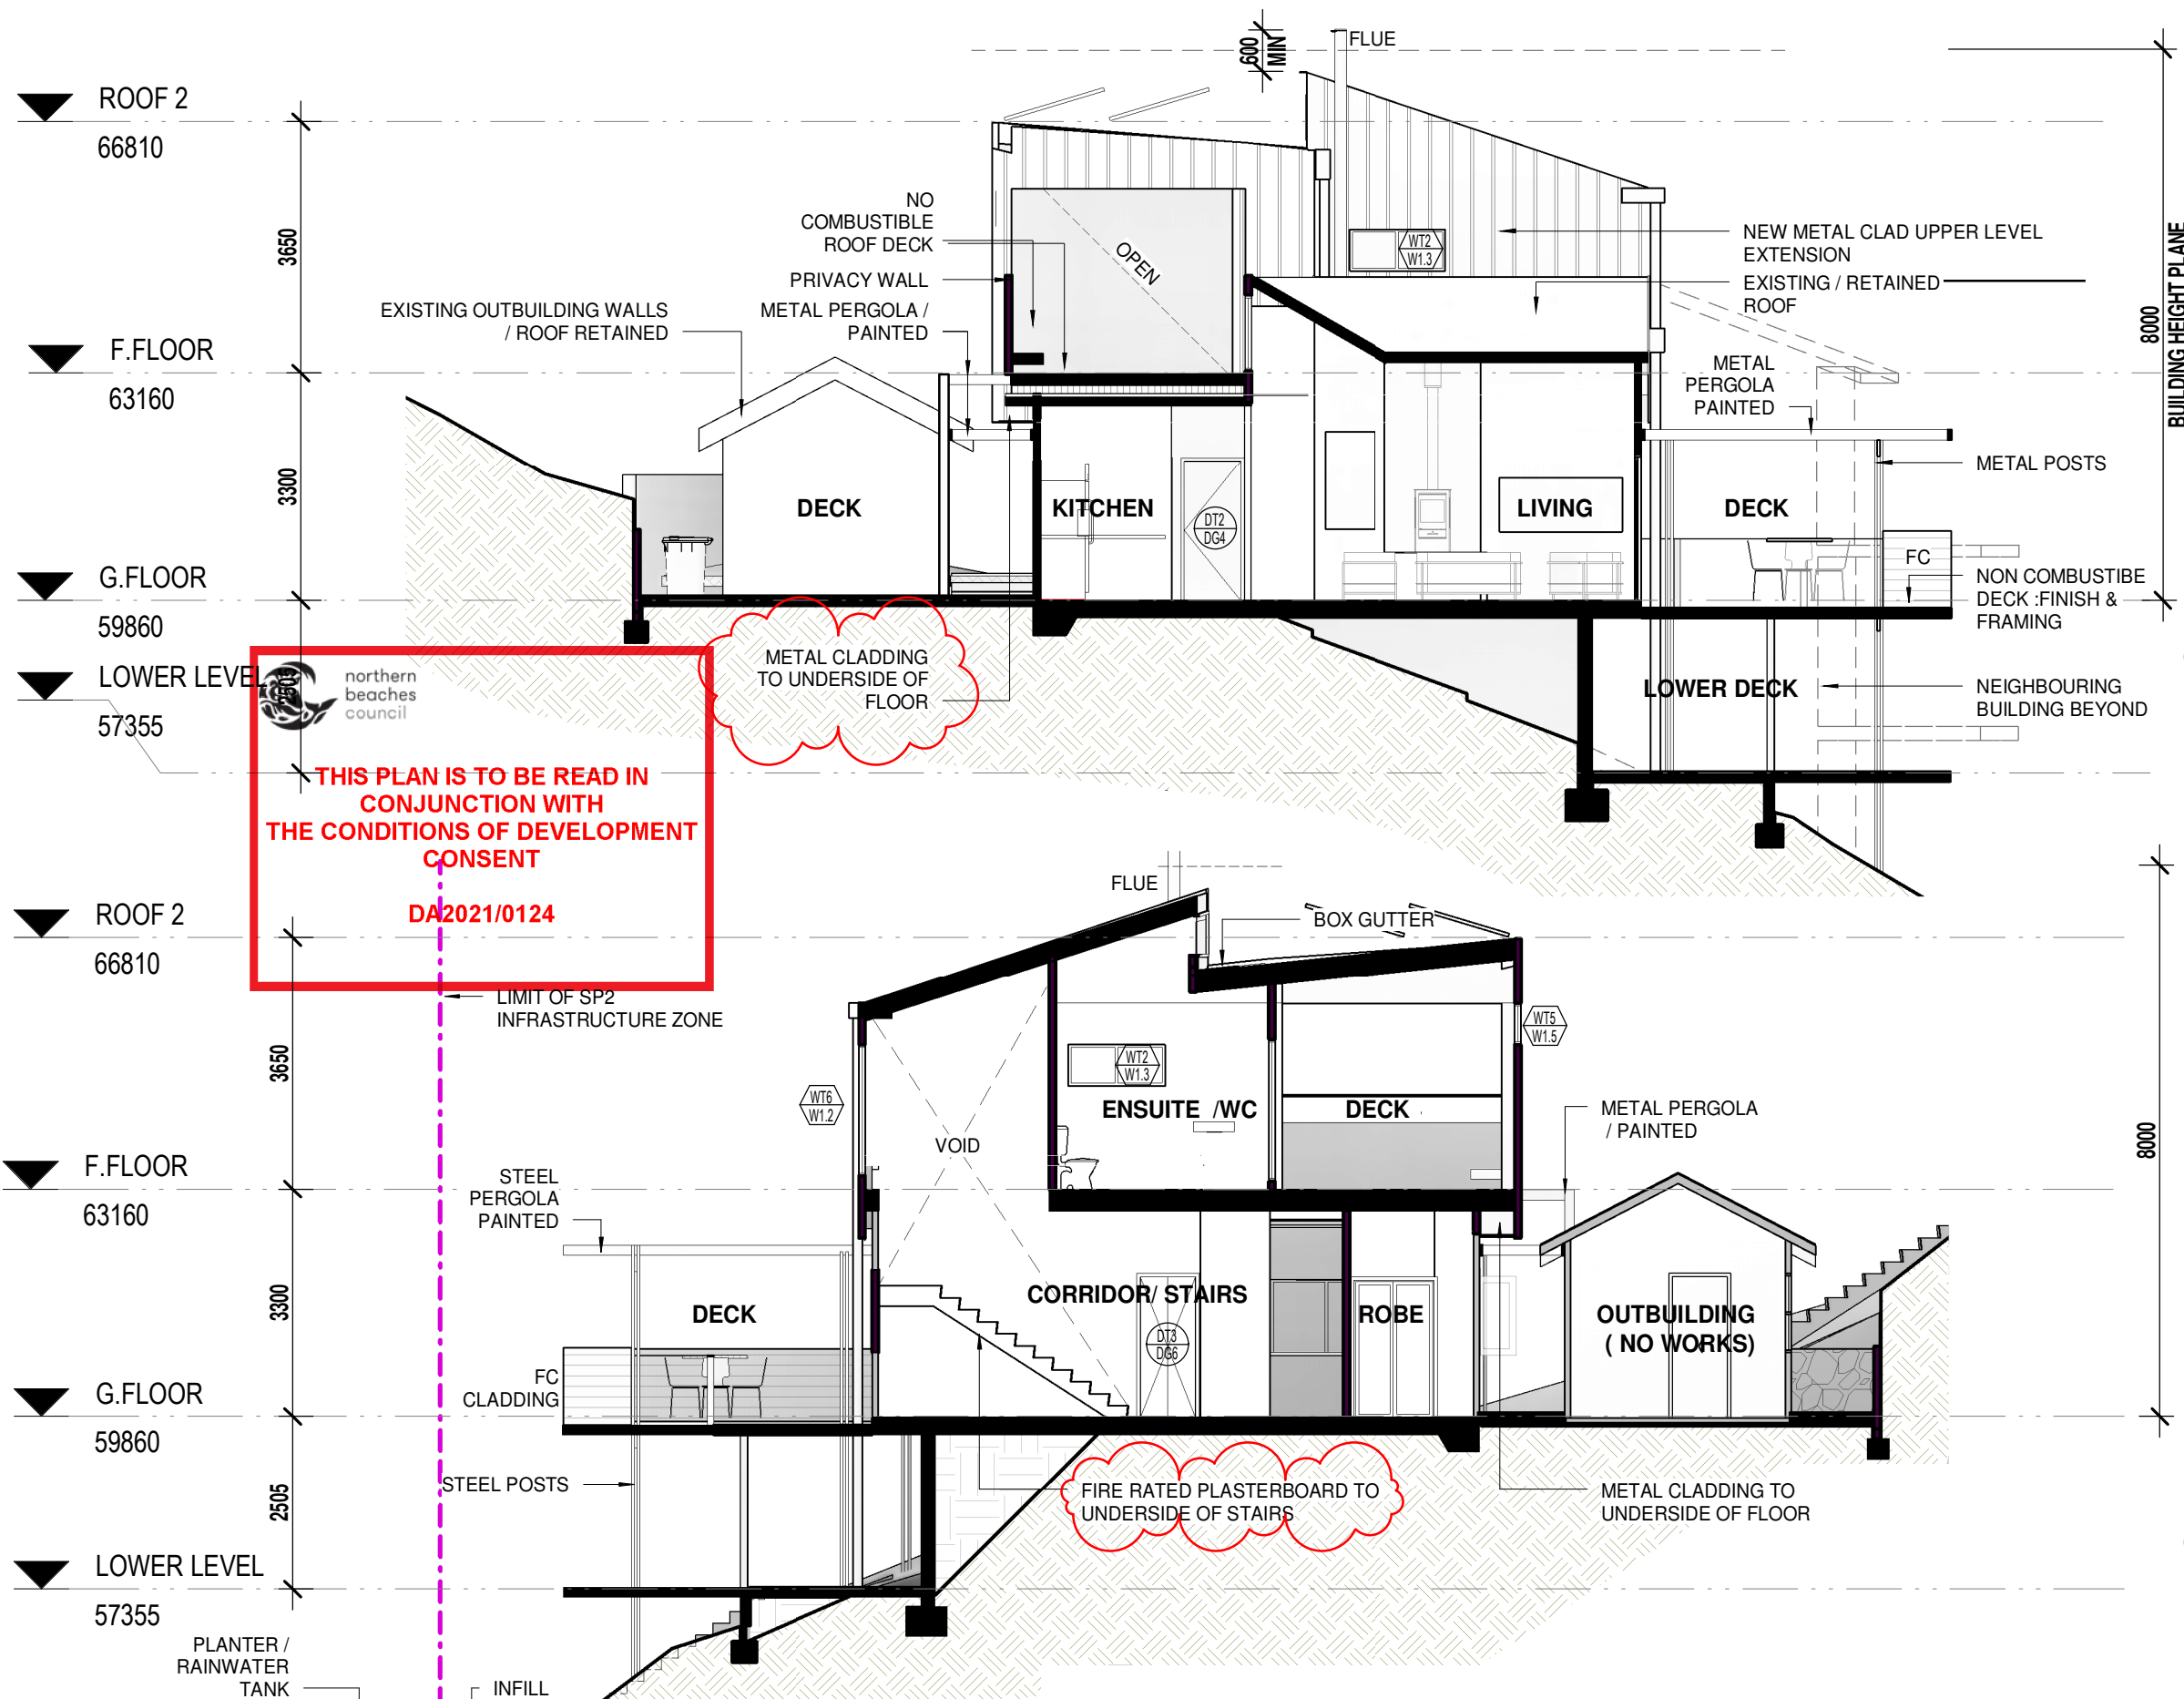 600
MIN
FLUE
ROOF 2
66810
3650
NO
COMBUSTIBLE
ROOF DECK
OPEN
WT2
W1.3
NEW METAL CLAD UPPER LEVEL
EXTENSION
PRIVACY WALL
EXISTING / RETAINED
ROOF
EXISTING OUTBUILDING WALLS
/ ROOF RETAINED
METAL PERGOLA /
PAINTED
8000
BUILDING HEIGHT PLANE
F.FLOOR
63160
METAL
PERGOLA
PAINTED
METAL POSTS
3300
DECK
KITCHEN
DT2
DG4
LIVING
DECK
FC
G.FLOOR
59860
NON COMBUSTIBE
DECK :FINISH &
FRAMING
METAL CLADDING
TO UNDERSIDE OF
FLOOR
LOWER LEVEL
57355
2505
northern
beaches
council
LOWER DECK
NEIGHBOURING
BUILDING BEYOND
THIS PLAN IS TO BE READ IN
CONJUNCTION WITH
THE CONDITIONS OF DEVELOPMENT
CONSENT
DA2021/0124
FLUE
BOX GUTTER
ROOF 2
66810
LIMIT OF SP2
INFRASTRUCTURE ZONE
WT5
W1.5
3650
WT2
W1.3
WT6
W1.2
ENSUITE /WC
DECK
METAL PERGOLA
/ PAINTED
VOID
8000
F.FLOOR
63160
STEEL
PERGOLA
PAINTED
3300
DECK
CORRIDOR/ STAIRS
DT3
DG6
ROBE
OUTBUILDING
( NO WORKS)
FC
CLADDING
G.FLOOR
59860
STEEL POSTS
FIRE RATED PLASTERBOARD TO
UNDERSIDE OF STAIRS
METAL CLADDING TO
UNDERSIDE OF FLOOR
2505
LOWER LEVEL
57355
PLANTER /
RAINWATER
TANK
INFILL